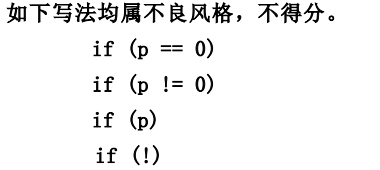 如下写法均属不良风格，不得分。
if (p == 0)
if (p != 0)
if (p)
if (!)